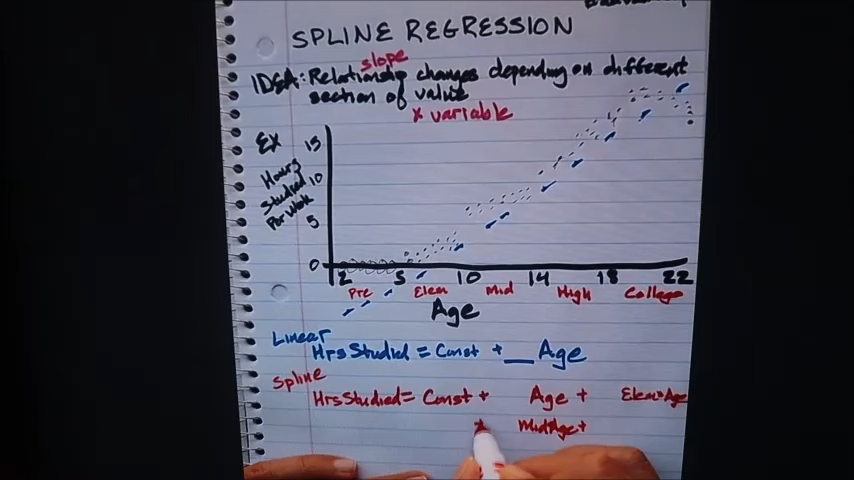 SPLINE REGRESSION
slope
IDEA: Relationship changes depending on different
section of value
x variable
EX
15
Hours
Studied
Per Week
10
5
0
2 5 10 14 18 22
Pre Elem Mid High College
Age
Linear
HrsStudied = Const + __ Age
Spline
HrsStudied = Const + Age + Elem*Age
+ MidAge+